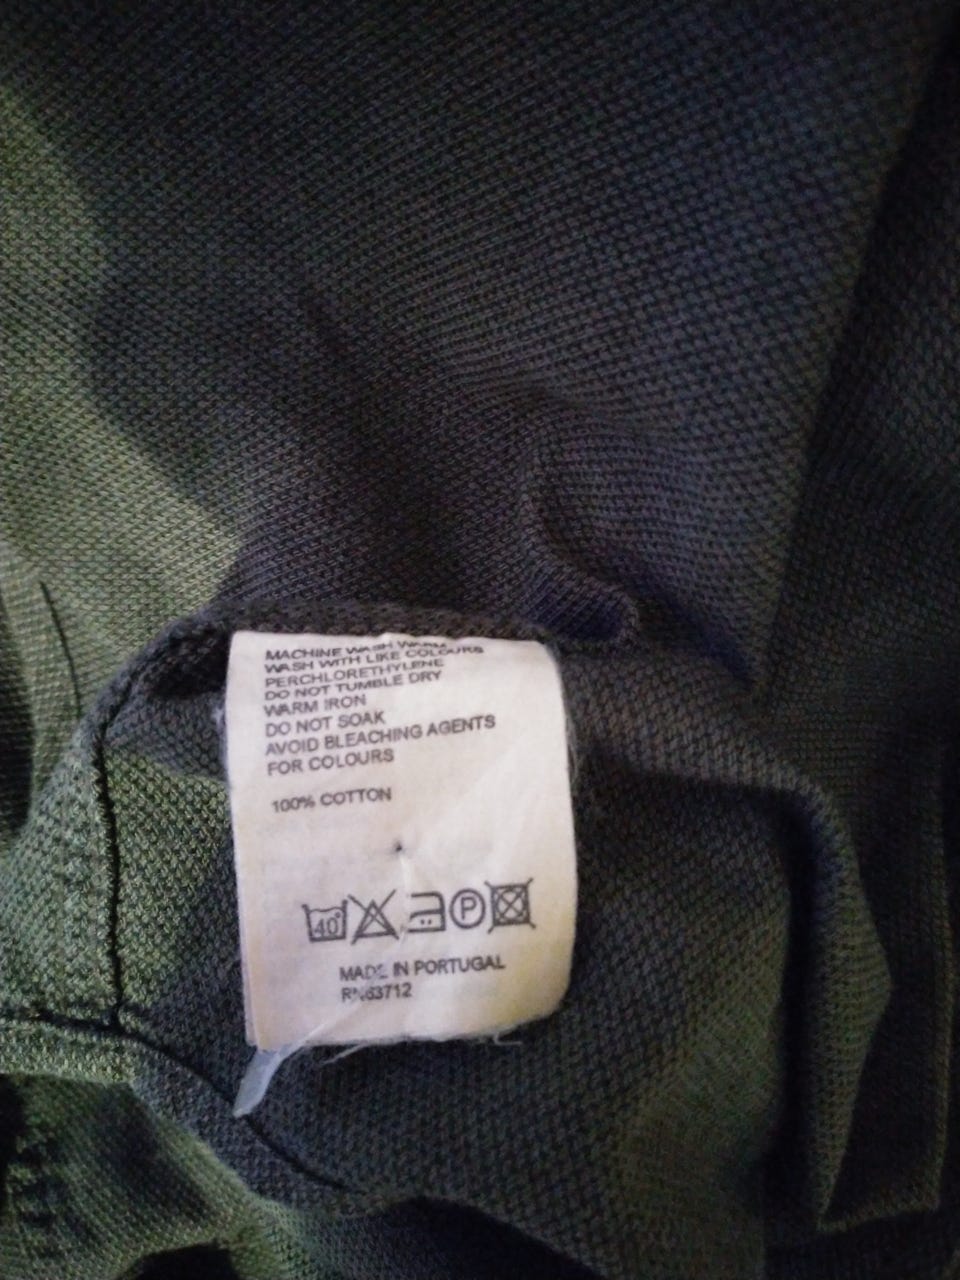 MACHINE WASH WARM
WASH WITH LIKE COLOURS
PERCHLORETHYLENE
DO NOT TUMBLE DRY
WARM IRON
DO NOT SOAK
AVOID BLEACHING AGENTS
FOR COLOURS
100% COTTON
40°
P
MADE IN PORTUGAL
RN63712